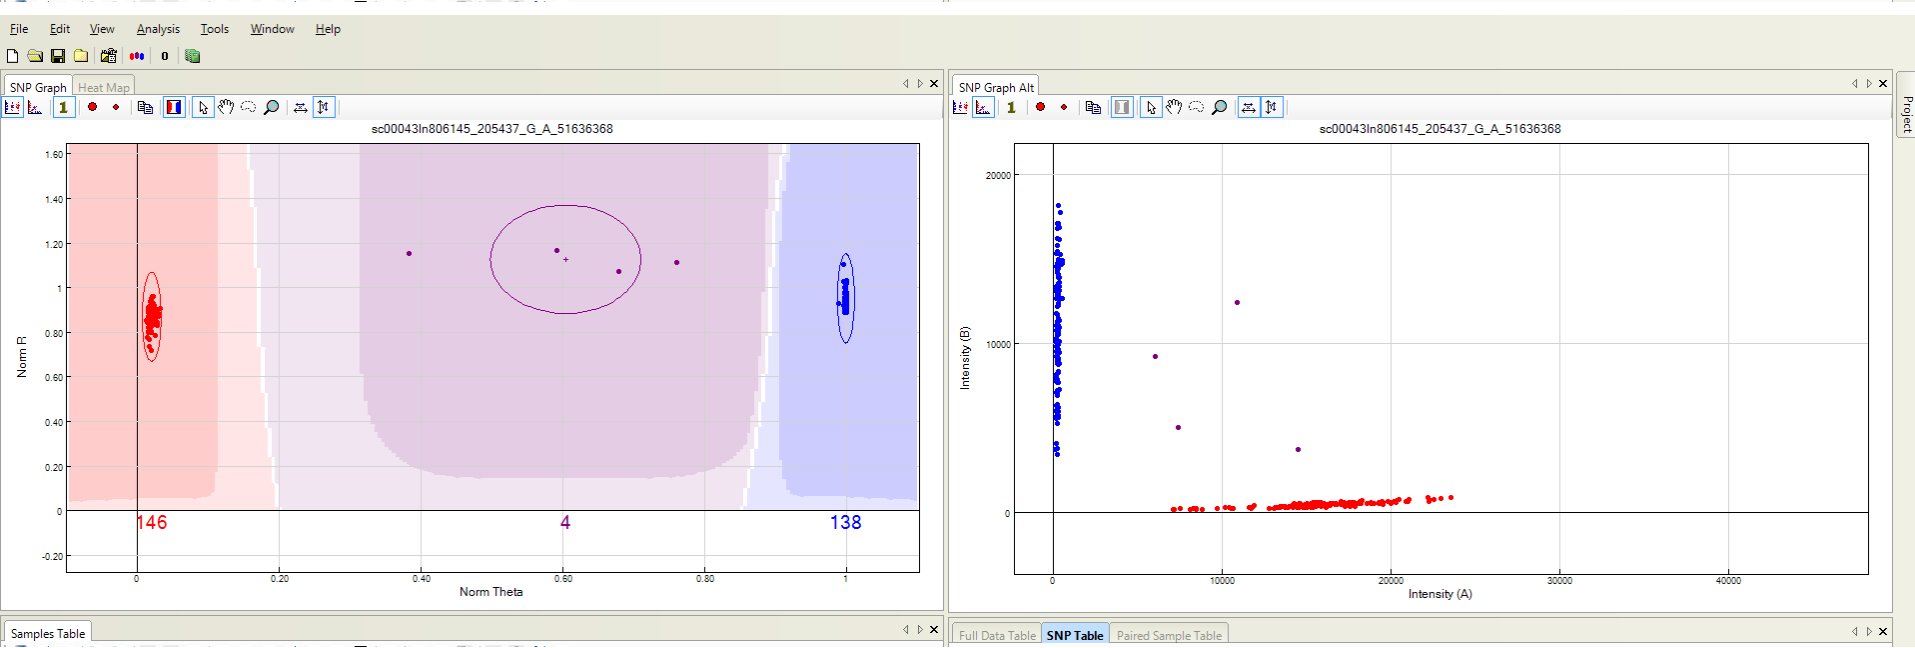 File Edit View Analysis Tools Window Help
0
SNP Graph Heat Map
SNP Graph Alt
Project
1
1
sc00043ln806145_205437_G_A_51636368
1.60
1.40
1.20
1
0.80
0.60
0.40
0.20
0
-0.20
Norm R
146 4 138
0 0.20 0.40 0.60 0.80 1
Norm Theta
sc00043ln806145_205437_G_A_51636368
20000
10000
0
Intensity (B)
0 10000 20000 30000 40000
Intensity (A)
Samples Table
Full Data Table SNP Table Paired Sample Table